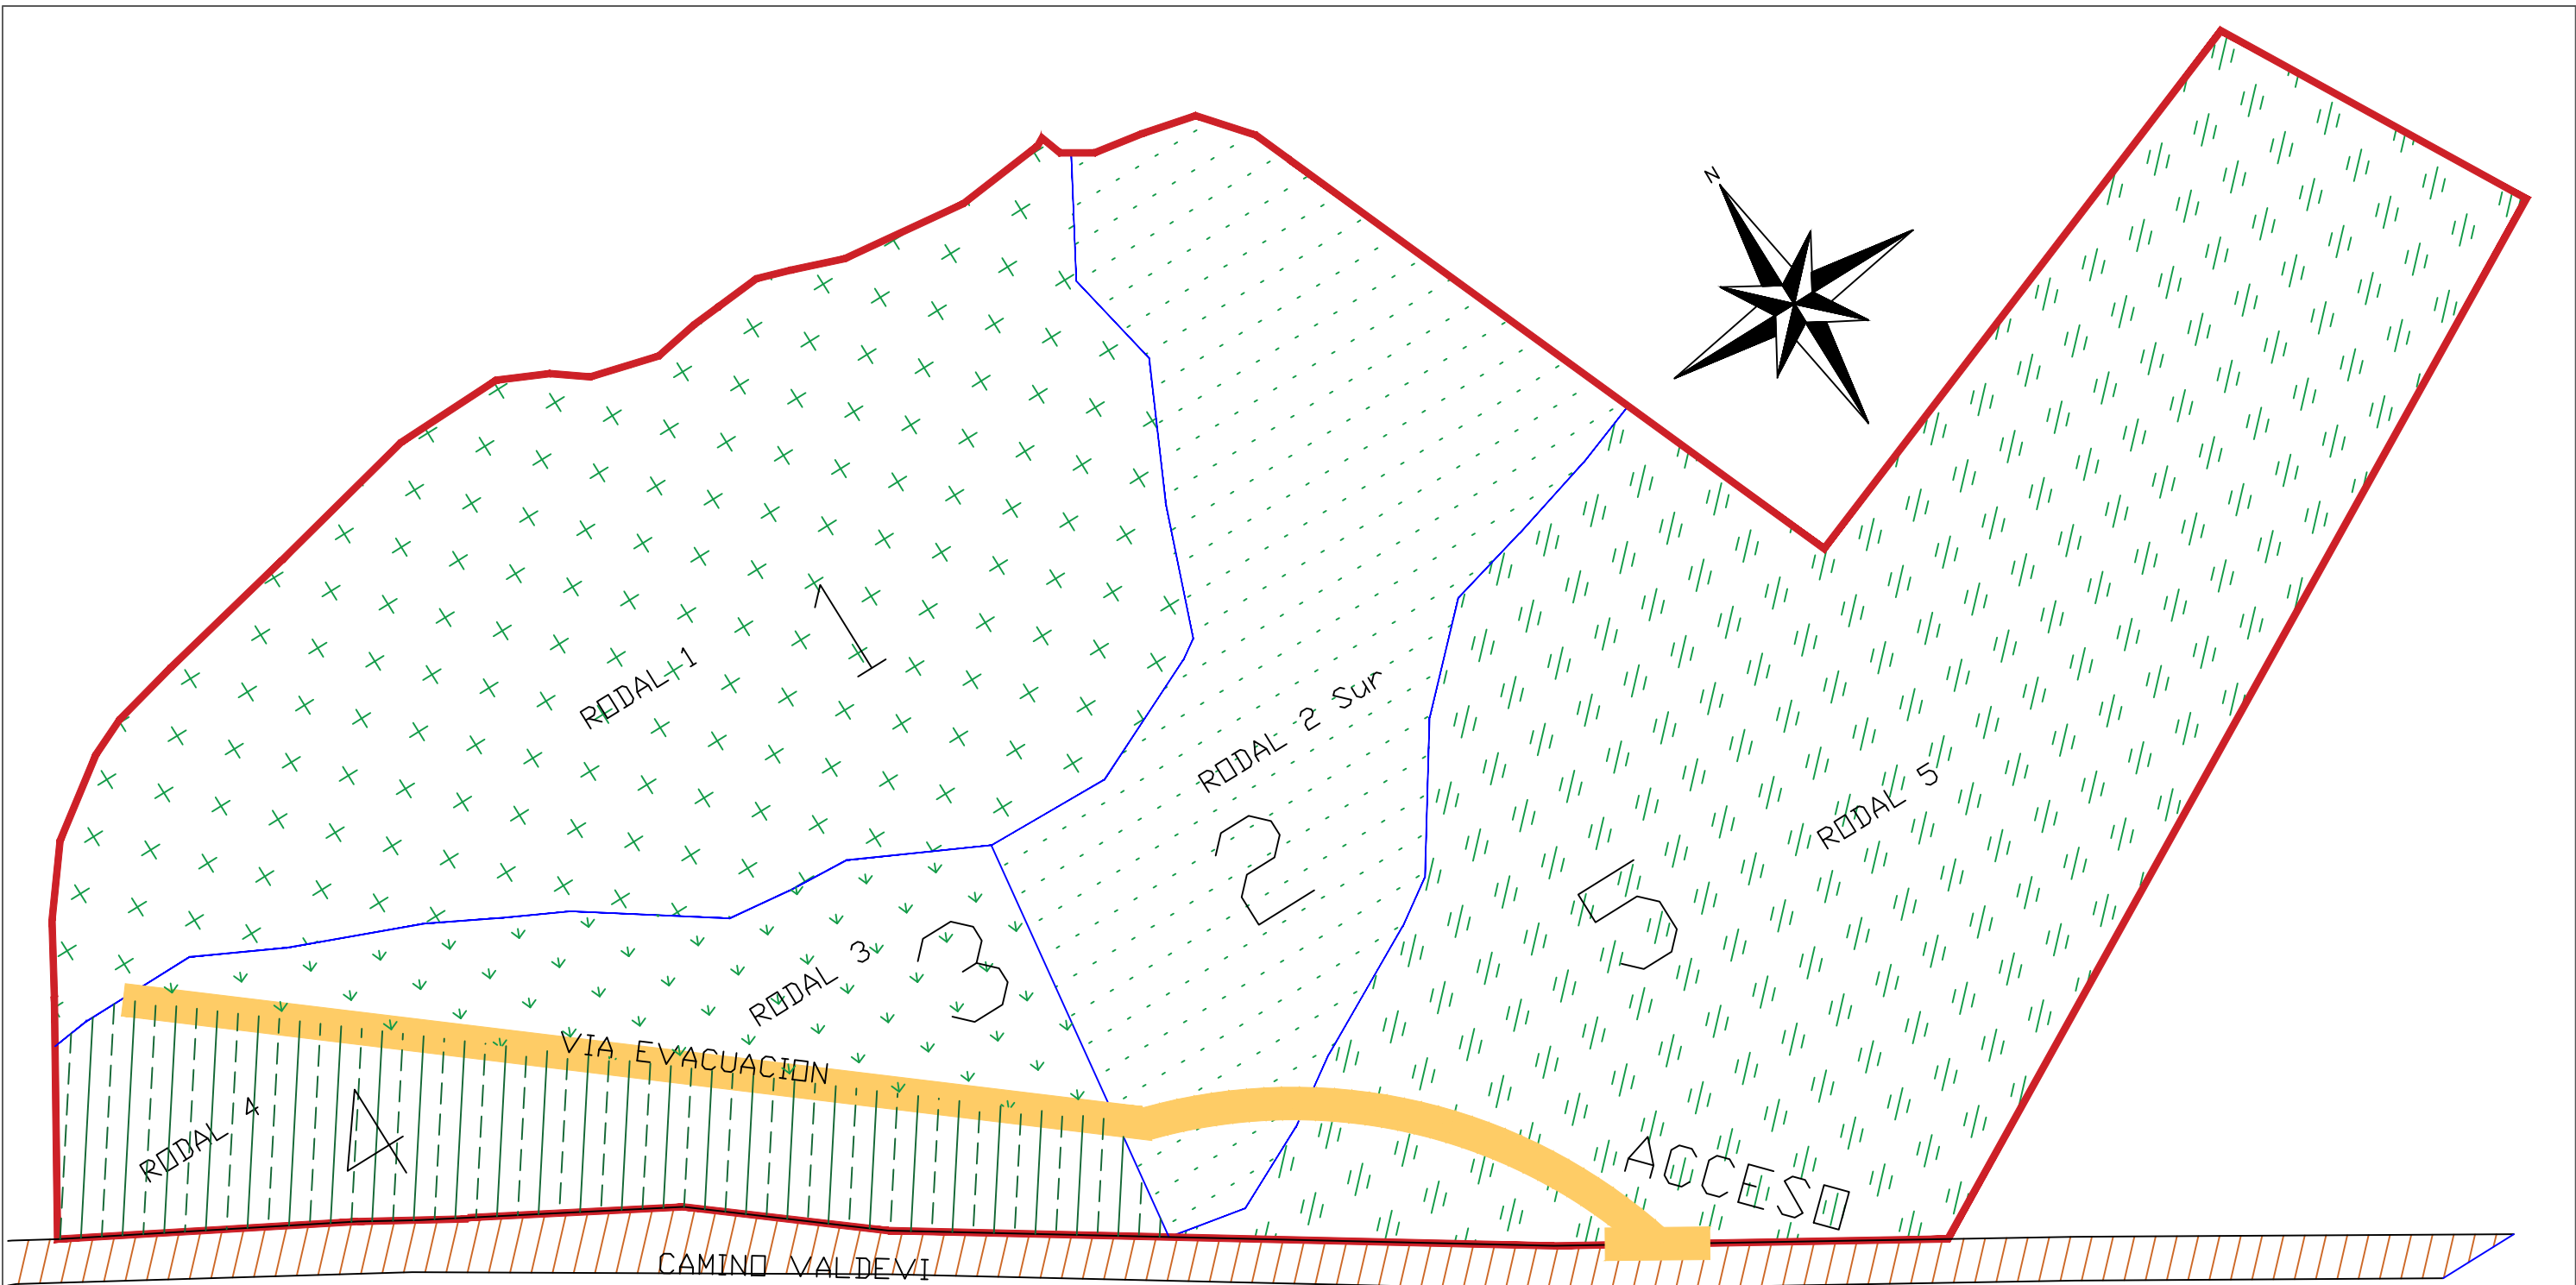 N
1
RODAL 1
RODAL 2 Sur
2
RODAL 5
5
RODAL 3
3
VIA EVACUACION
RODAL 4
4
ACCESO
CAMINO VALDEVI